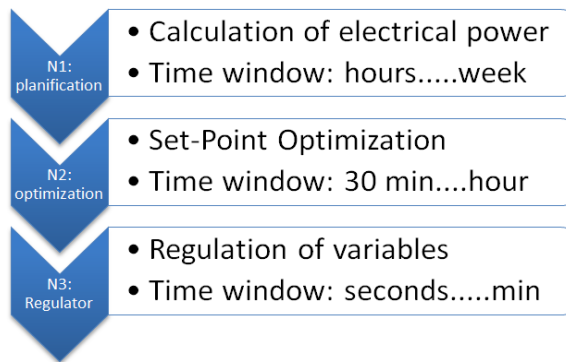 N1:
planification
• Calculation of electrical power
• Time window: hours.....week
N2:
optimization
• Set-Point Optimization
• Time window: 30 min....hour
N3:
Regulator
• Regulation of variables
• Time window: seconds.....min